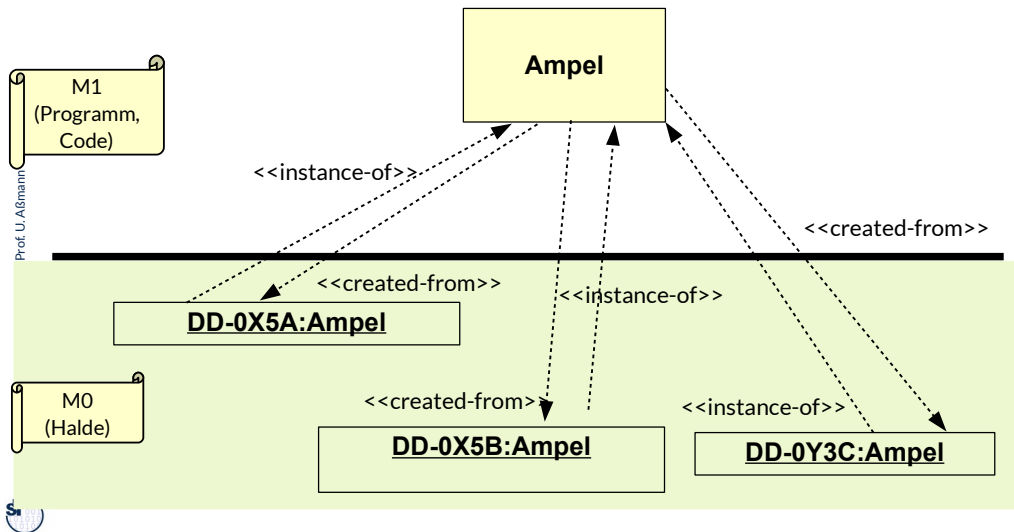 Ampel
M1
(Programm,
Code)
<<instance-of>>
Prof. U. Aßmann
<<created-from>>
<<created-from>>
<<instance-of>>
DD-0X5A:Ampel
M0
(Halde)
<<created-from>
<<instance-of>>
DD-0X5B:Ampel
DD-0Y3C:Ampel